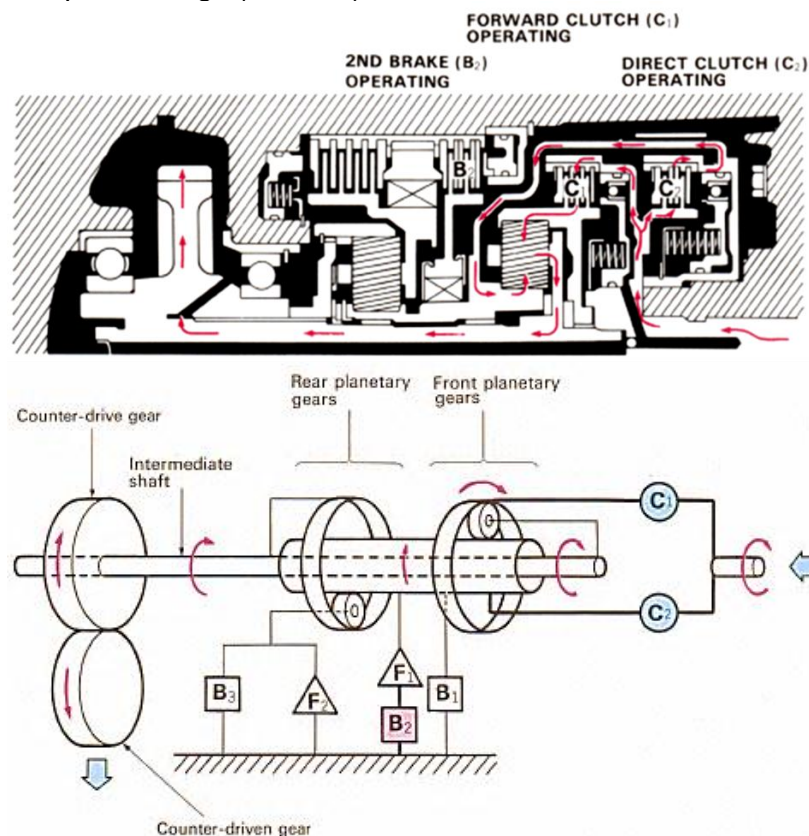 FORWARD CLUTCH (C₁)
OPERATING
2ND BRAKE (B₂)
OPERATING
DIRECT CLUTCH (C₂)
OPERATING
B₂
C₁
C₂
Rear planetary
gears
Front planetary
gears
Counter-drive gear
Intermediate
shaft
C₁
C₂
B₃
F₂
F₁
B₂
B₁
Counter-driven gear